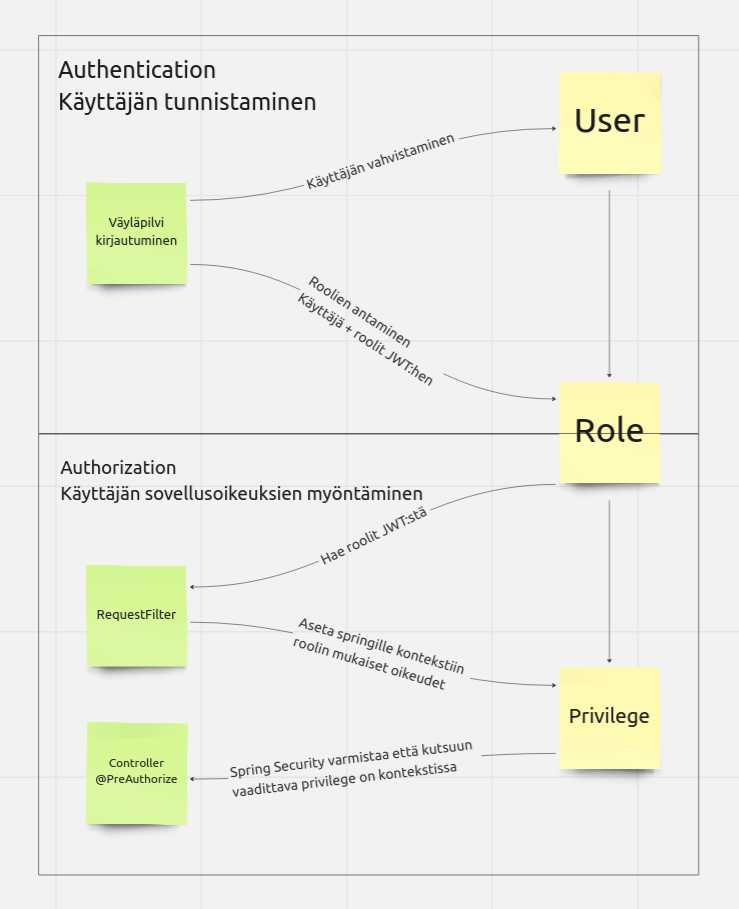 Authentication
Käyttäjän tunnistaminen
User
Käyttäjän vahvistaminen
Väyläpilvi
kirjautuminen
Roolien antaminen
Käyttäjä + roolit JWT:hen
Role
Authorization
Käyttäjän sovellusoikeuksien myöntäminen
Hae roolit JWT:stä
RequestFilter
Aseta springille kontekstiin
roolin mukaiset oikeudet
Privilege
Controller
@PreAuthorize
Spring Security varmistaa että kutsuun
vaadittava privilege on kontekstissa